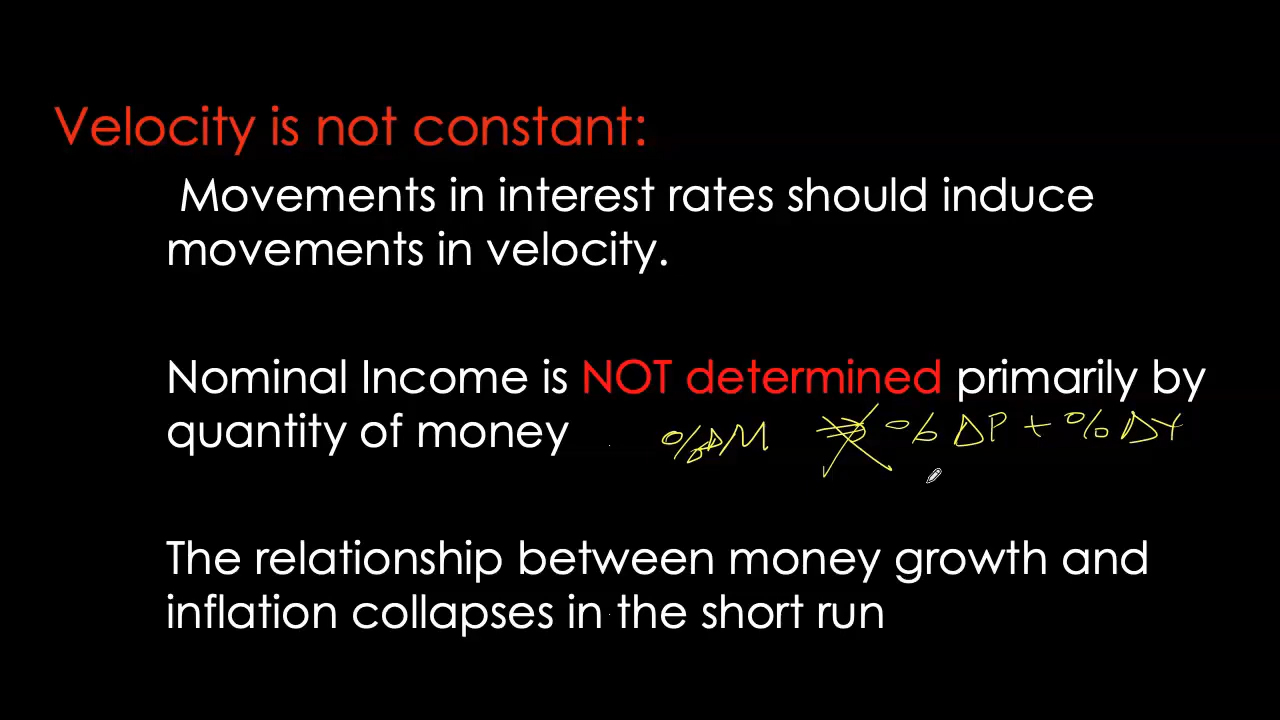 Velocity is not constant:
Movements in interest rates should induce
movements in velocity.
Nominal Income is NOT determined primarily by
quantity of money
%ΔM ⇒ %ΔP + %ΔY
The relationship between money growth and
inflation collapses in the short run